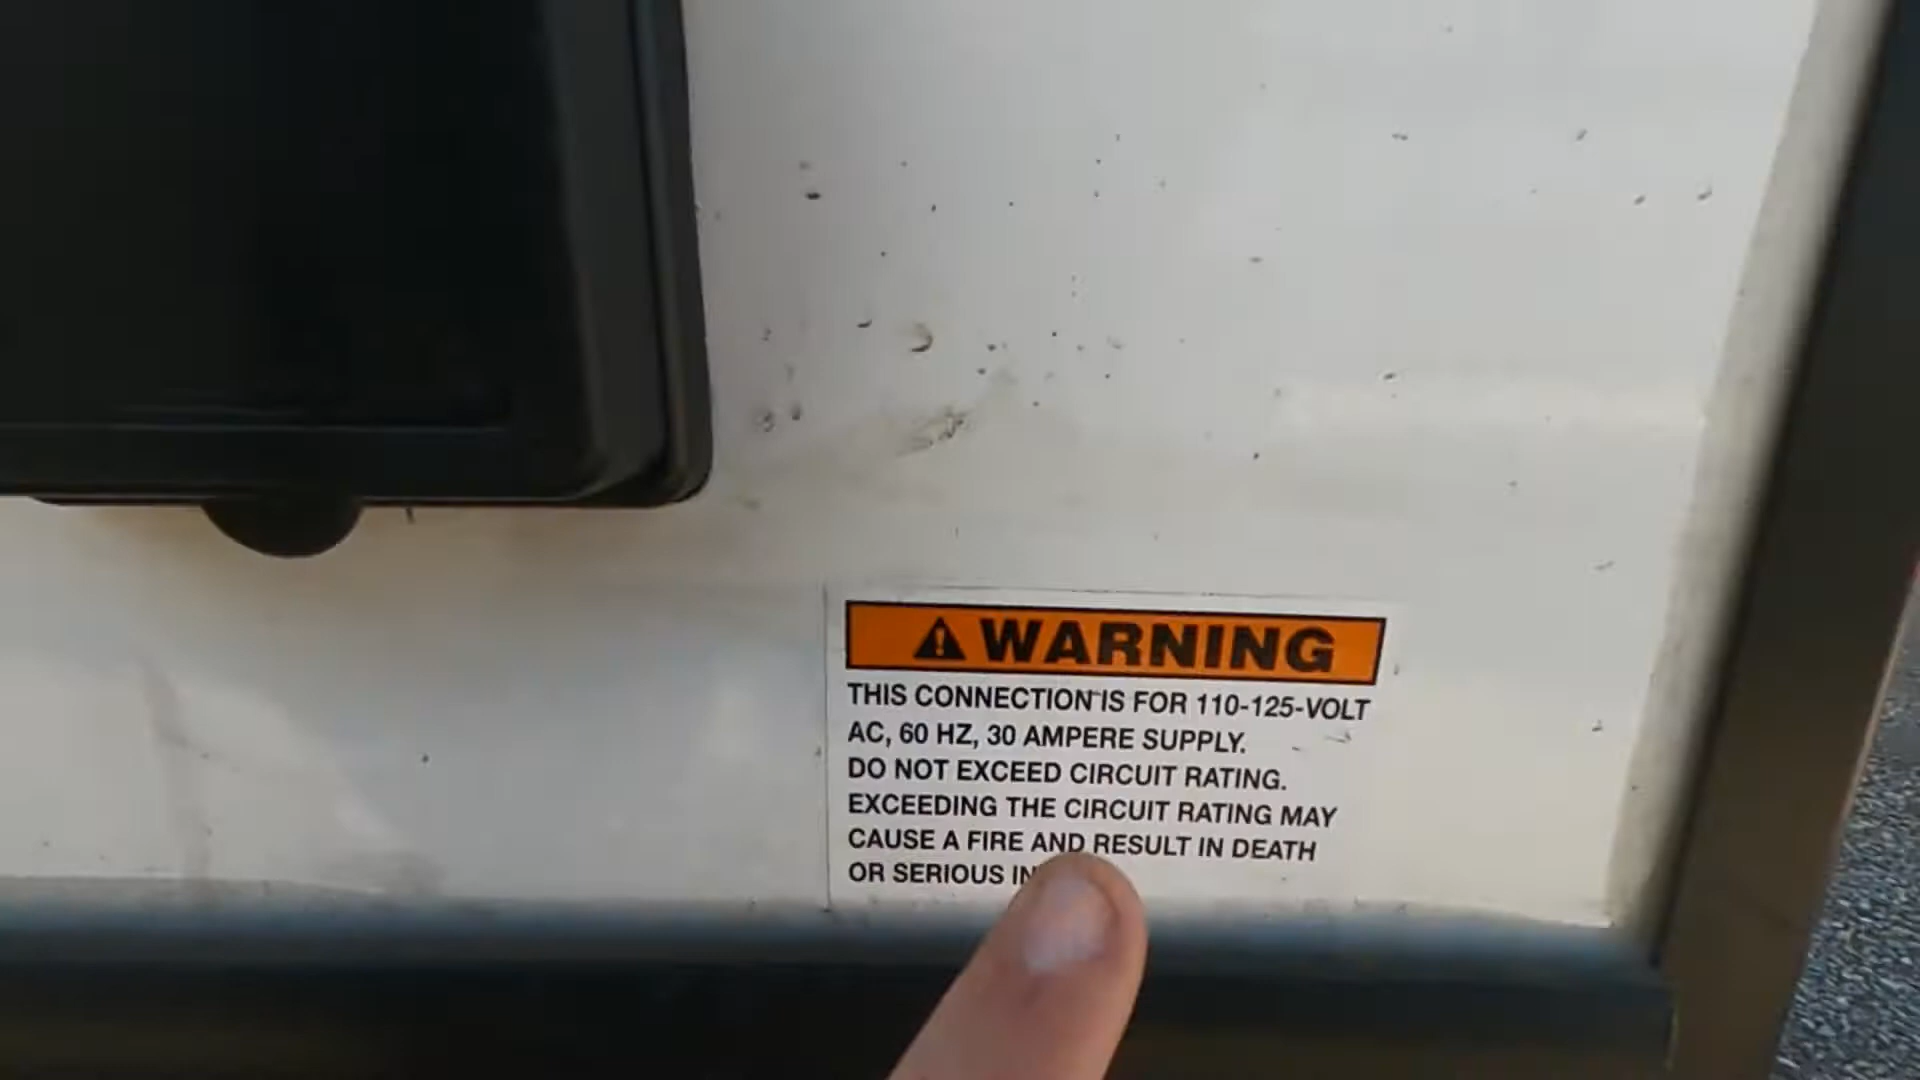 WARNING
THIS CONNECTION IS FOR 110-125-VOLT
AC, 60 HZ, 30 AMPERE SUPPLY.
DO NOT EXCEED CIRCUIT RATING.
EXCEEDING THE CIRCUIT RATING MAY
CAUSE A FIRE AND RESULT IN DEATH
OR SERIOUS